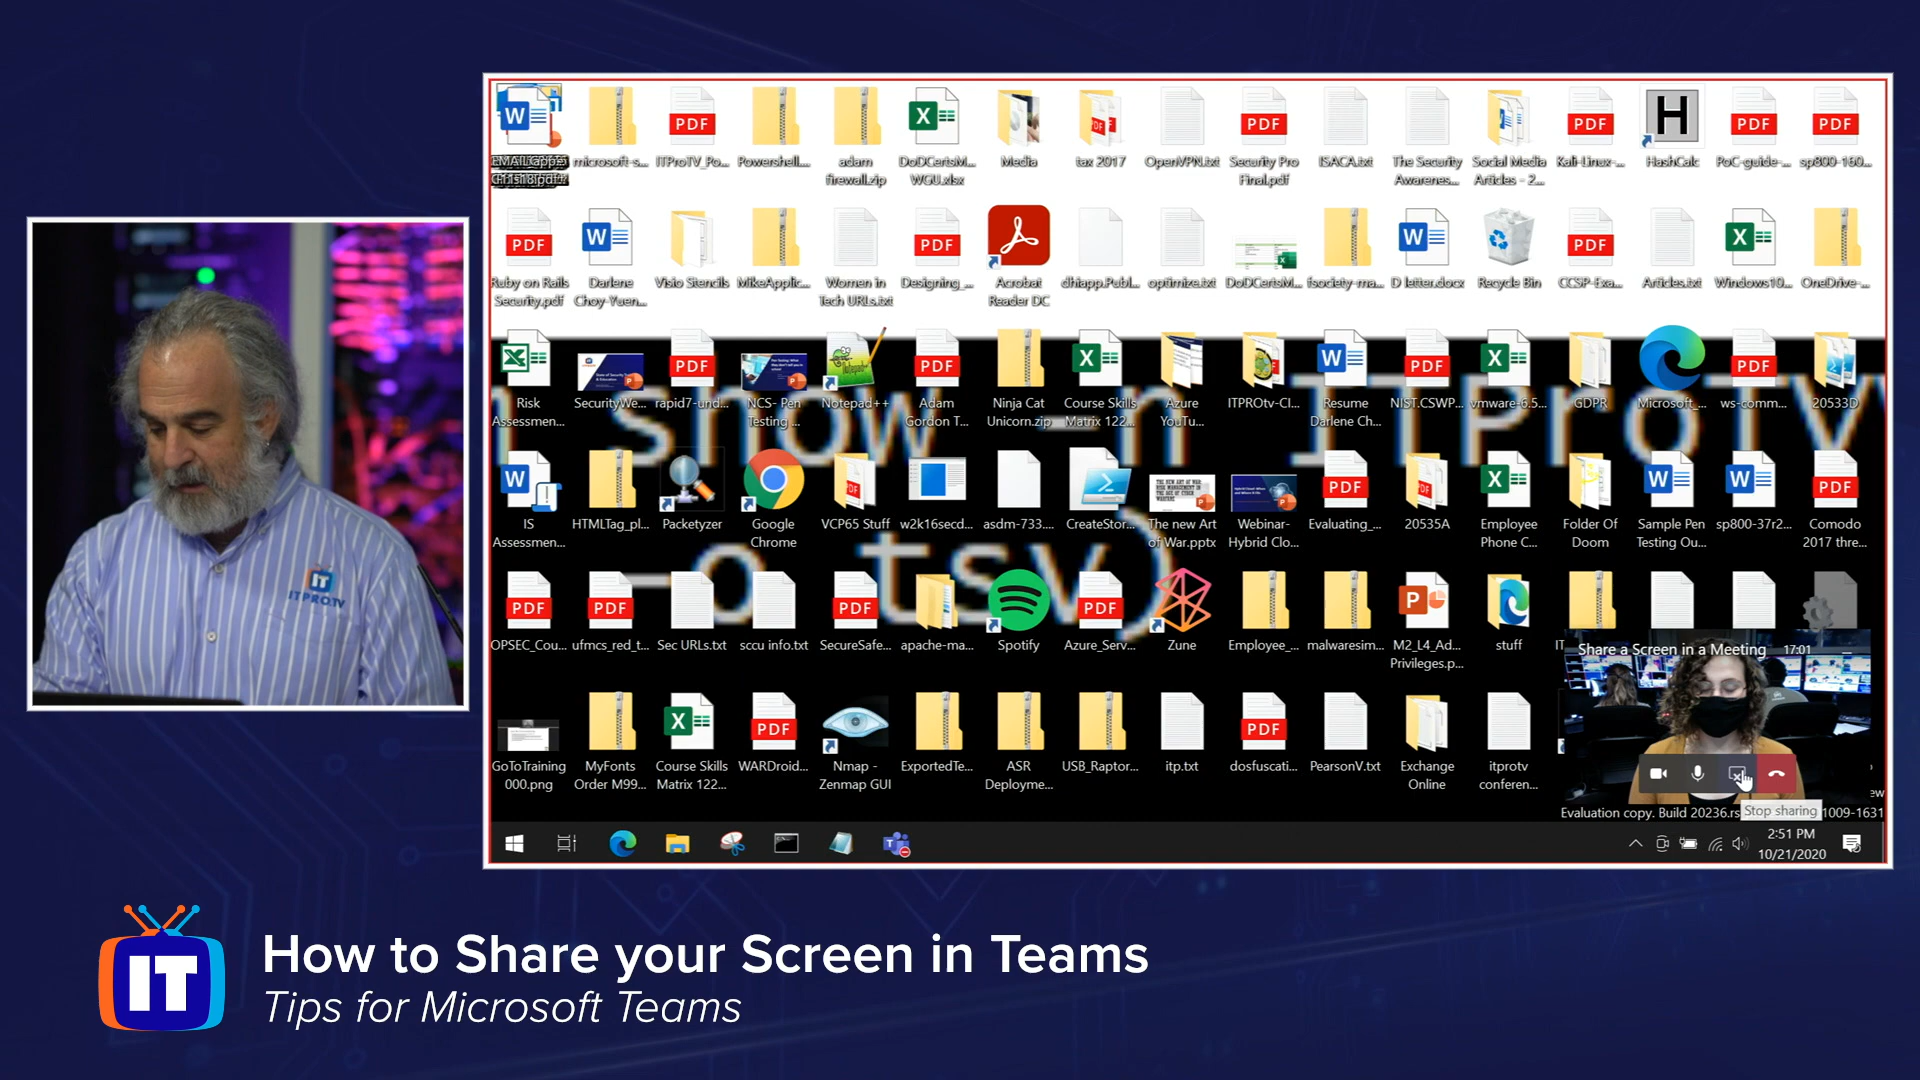 microsoft-s... ITProTV_Po... Powershell... adam DoDCertsM... Media tax 2017 OpenVPN.txt Security Pro ISACA.txt The Security Social Media Kali-Linux-... HashCalc PoC-guide-... sp800-160...
firewall.zip WGU.xlsx Final.pdf Awarenes... Articles - 2...
Ruby on Rails Darlene Visio Stencils MikeApplic... Women in Designing_... Acrobat dhiapp.Publ... optimize.txt DoDCertsM... fsociety-ma... D letter.docx Recycle Bin CCSP-Exa... Articles.txt Windows10... OneDrive-...
Security.pdf Choy-Yuen... Tech URLs.txt Reader DC
Risk SecurityWe... rapid7-und... NCS- Pen Notepad++ Adam Ninja Cat Course Skills Azure ITPROtv-CI... Resume NIST.CSWP... vmware-6.5... GDPR Microsoft_... ws-comm... 20533D
Assessmen... Testing ... Gordon T... Unicorn.zip Matrix 122... YouTu... Darlene Ch...
show -n ITProTV
IS HTMLTag_pl... Packetyzer Google VCP65 Stuff w2k16secd... asdm-733.... CreateStor... The new Art Webinar- Evaluating_... 20535A Employee Folder Of Sample Pen sp800-37r2... Comodo
Assessmen... Chrome of War.pptx Hybrid Clo... Phone C... Doom Testing Ou... 2017 thre...
-o tsv)
OPSEC_Cou... ufmcs_red_t... Sec URLs.txt sccu info.txt SecureSafe... apache-ma... Spotify Azure_Serv... Zune Employee_... malwaresim... M2_L4_Ad... stuff IT
Privileges.p...
Share a Screen in a Meeting 17:01
GoToTraining MyFonts Course Skills WARDroid... Nmap - ExportedTe... ASR USB_Raptor... itp.txt dosfuscati... PearsonV.txt Exchange itprotv
000.png Order M99... Matrix 122... Zenmap GUI Deployme... Online conferen...
Stop sharing
Evaluation copy. Build 20236.rs 1009-1631
2:51 PM
10/21/2020
IT
ITPRO.TV
IT
How to Share your Screen in Teams
Tips for Microsoft Teams